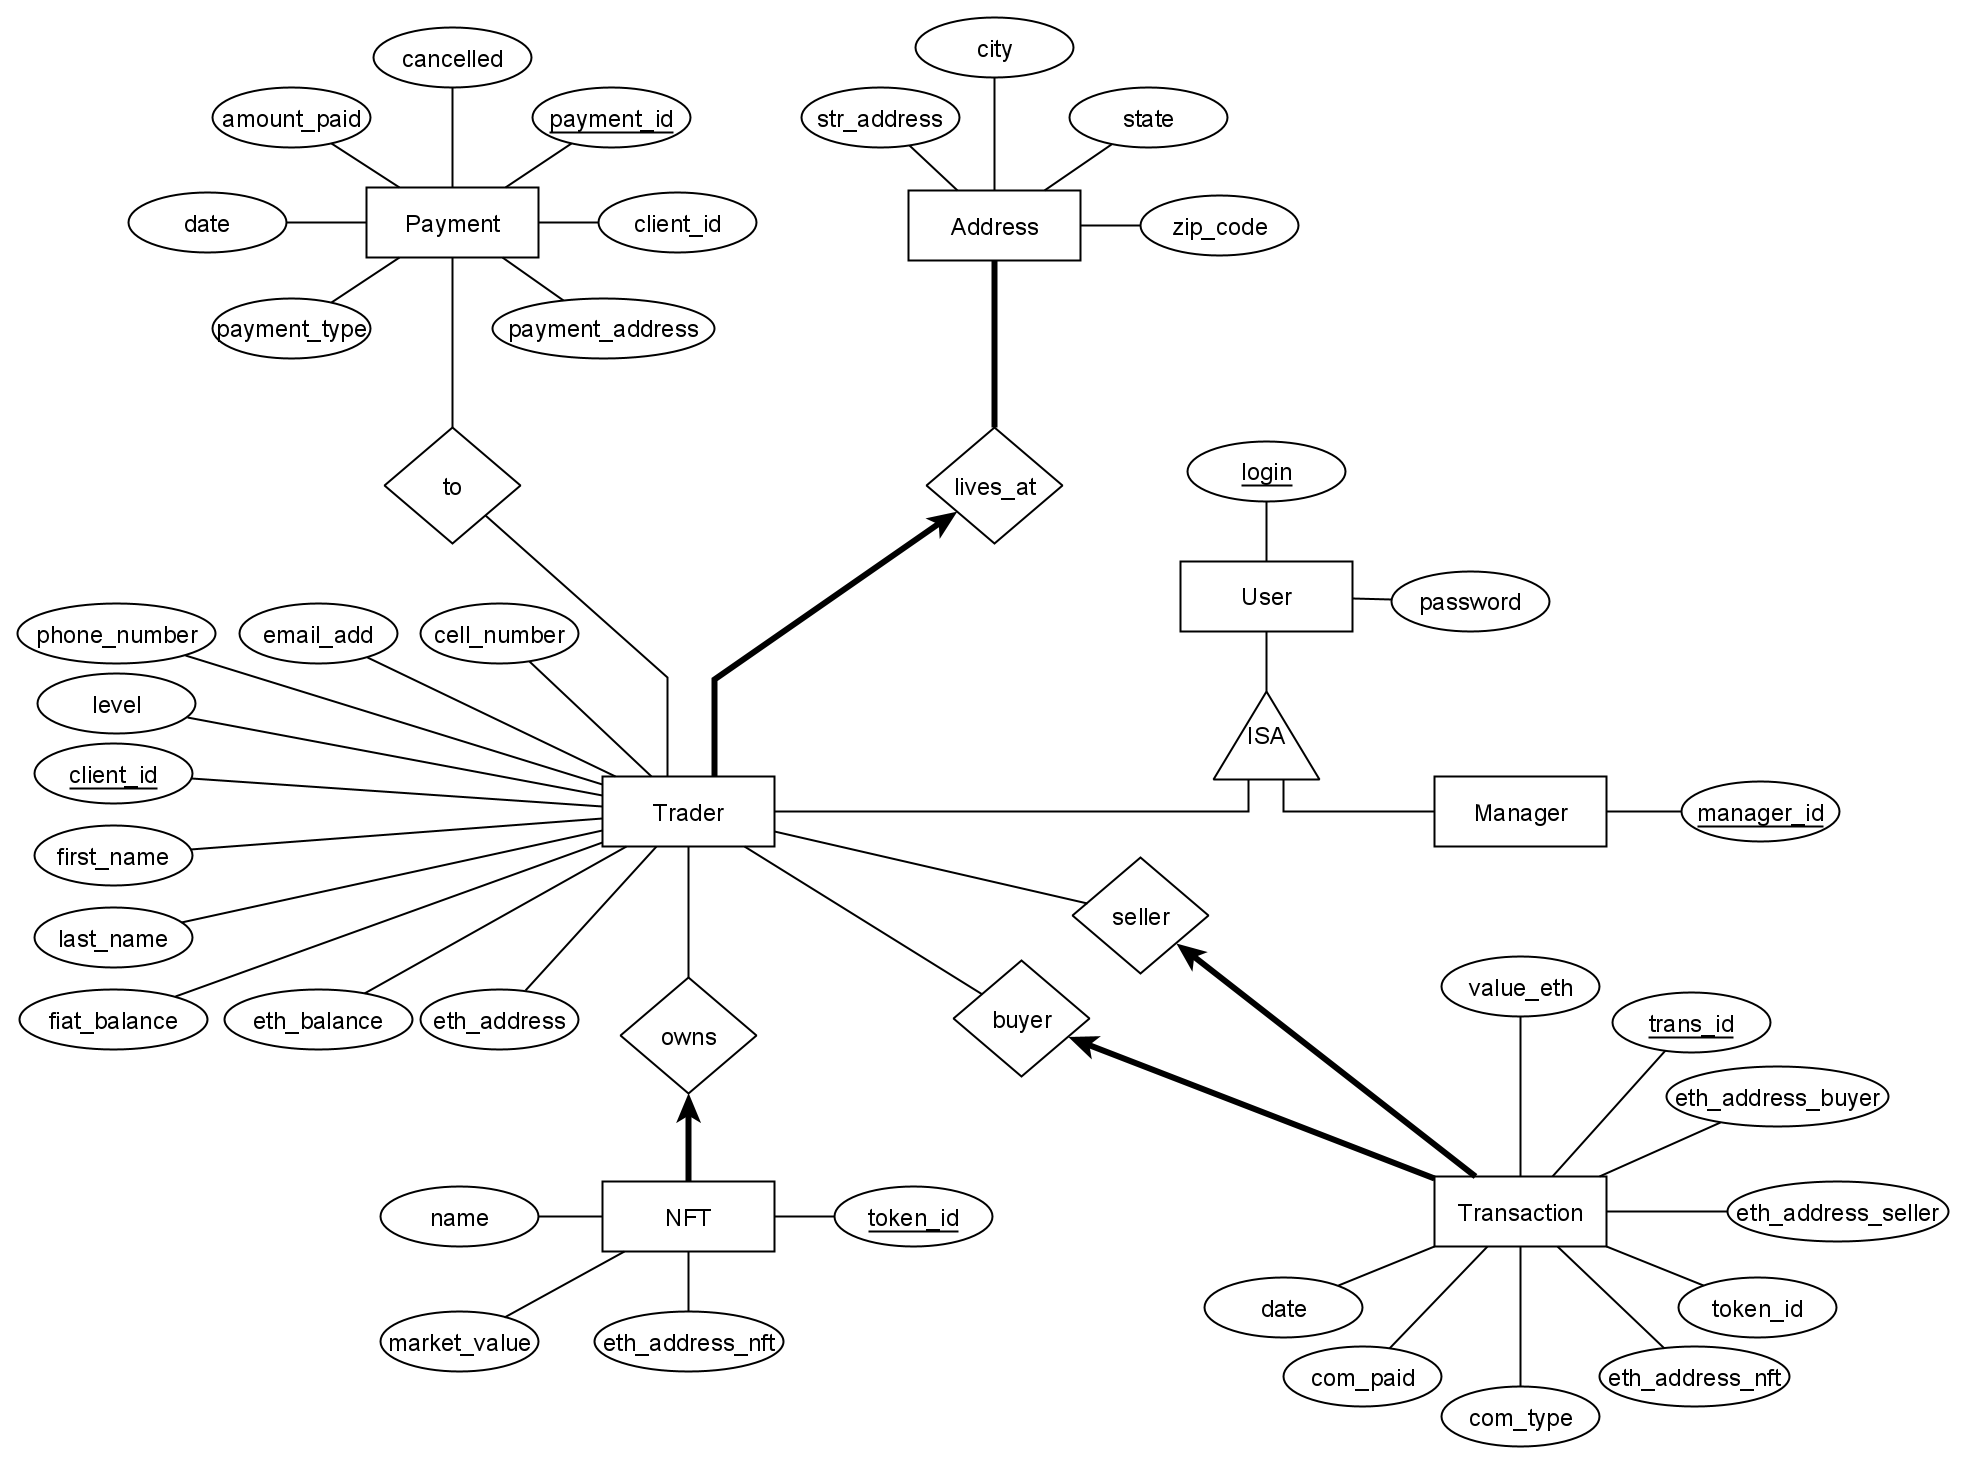 cancelled
city
amount_paid
payment_id
str_address
state
date
Payment
client_id
Address
zip_code
payment_type
payment_address
login
to
lives_at
User
password
phone_number
email_add
cell_number
level
ISA
client_id
Trader
Manager
manager_id
first_name
seller
last_name
value_eth
fiat_balance
eth_balance
eth_address
owns
buyer
trans_id
eth_address_buyer
name
NFT
token_id
Transaction
eth_address_seller
date
token_id
market_value
eth_address_nft
com_paid
eth_address_nft
com_type